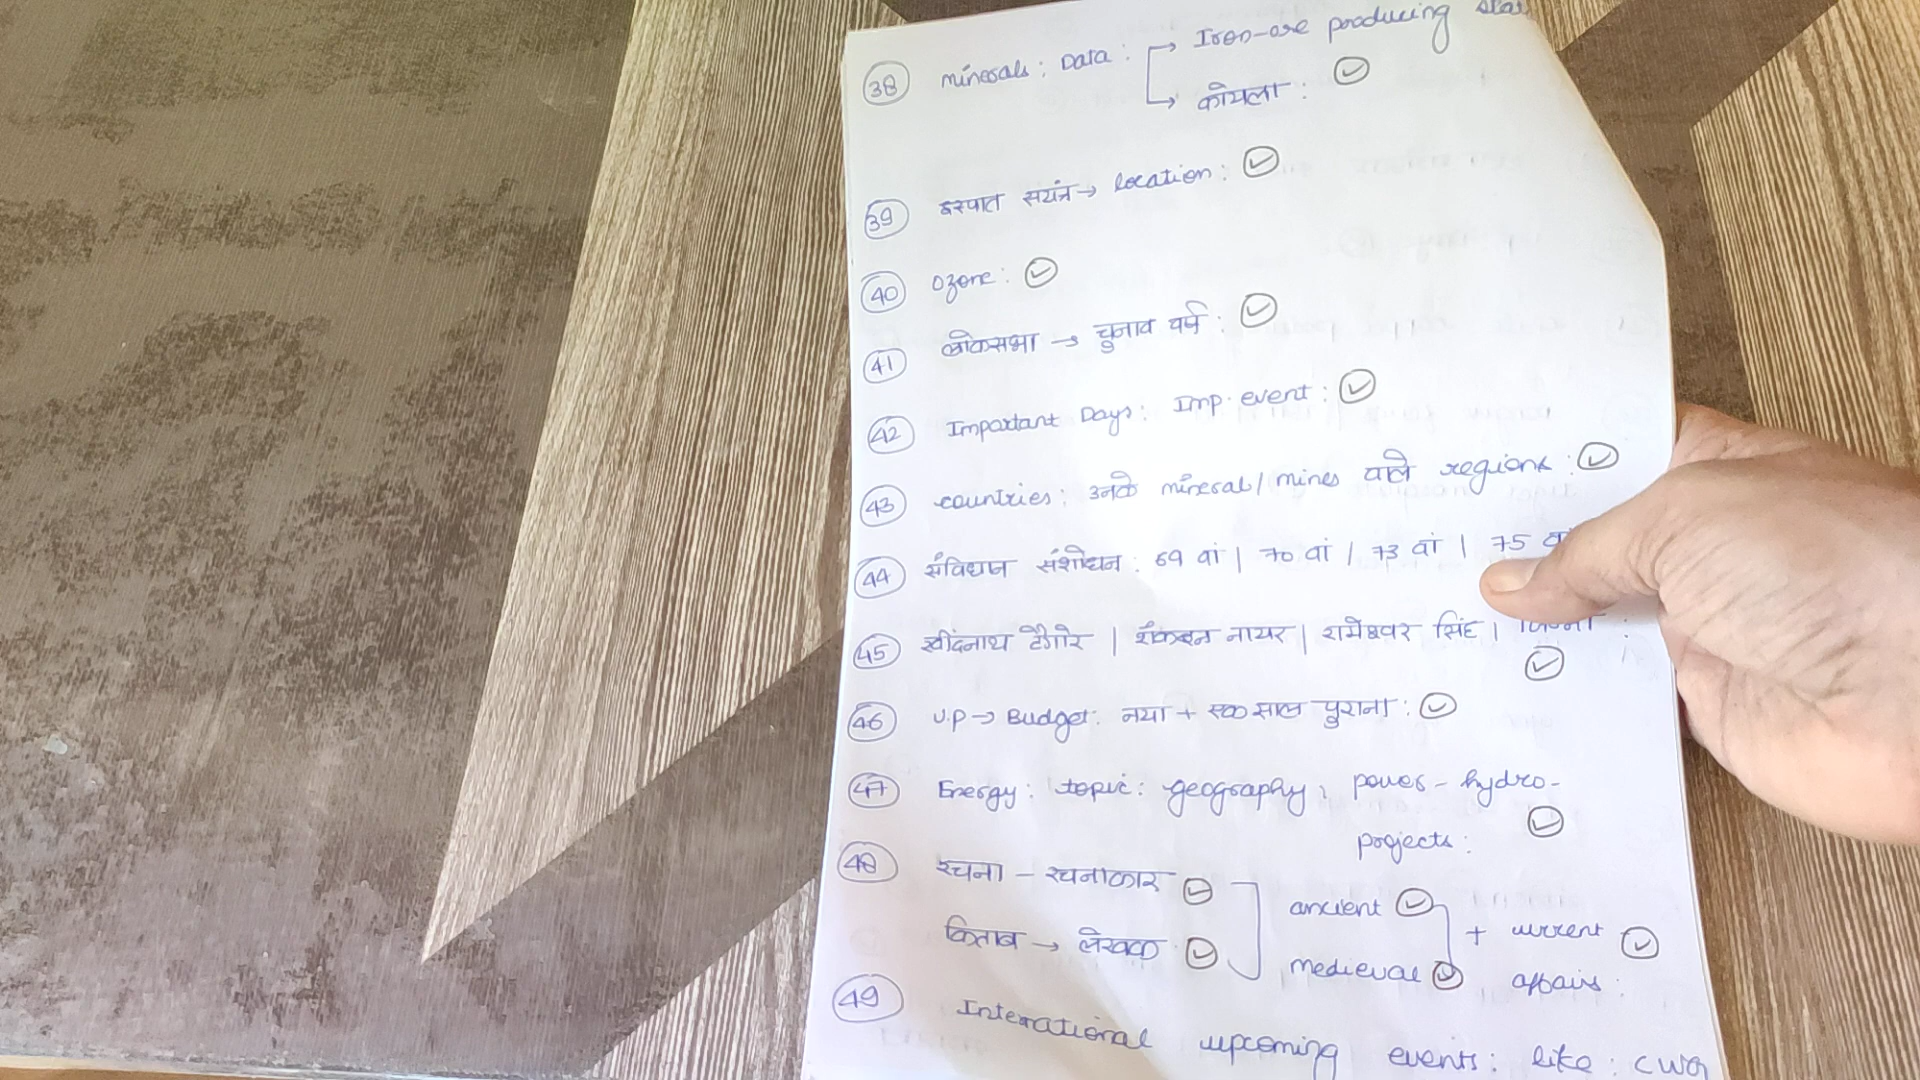 38 minerals : Data : → Iron-ore producing
→ कोयला :
39 इस्पात सयंत्र → location :
40 Ozone :
41 लोकसभा → चुनाव वर्ष :
42 Important Days : Imp. event :
43 countries : उनके mineral / mines वाले regions :
44 संविधान संशोधन : 69 वां | 70 वां | 73 वां | 75
45 रवींद्रनाथ टैगोर | शंकरन नायर | रामेश्वर सिंह |
46 U.P → Budget : नया + एक साल पुराना :
47 Energy : topic : geography, power - hydro -
projects :
48 रचना - रचनाकार
किताब → लेखक
ancient
medieval
+ current
affairs :
49 International upcoming events : like : CWG